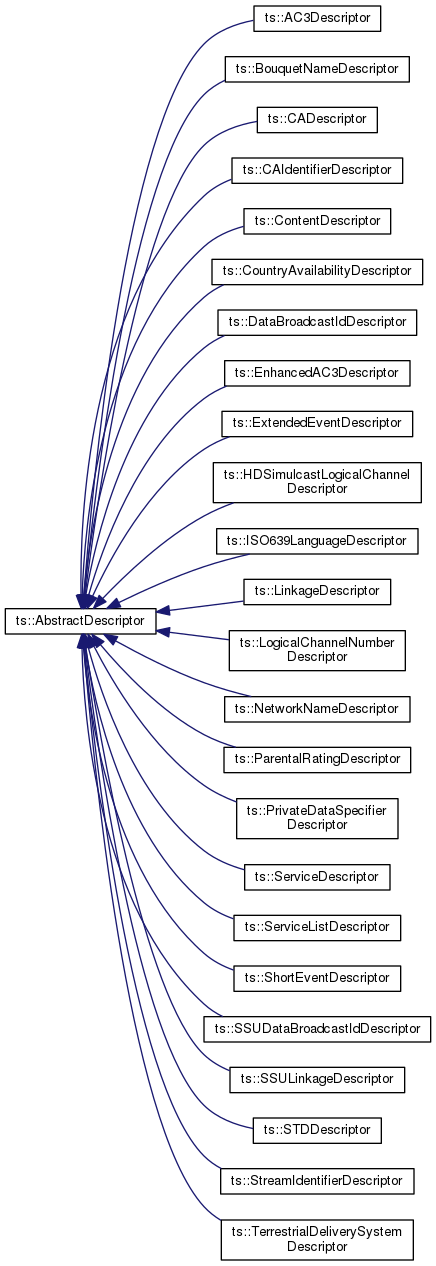 ts::AC3Descriptor
ts::BouquetNameDescriptor
ts::CADescriptor
ts::CAIdentifierDescriptor
ts::ContentDescriptor
ts::CountryAvailabilityDescriptor
ts::DataBroadcastIdDescriptor
ts::EnhancedAC3Descriptor
ts::ExtendedEventDescriptor
ts::HDSimulcastLogicalChannel
Descriptor
ts::ISO639LanguageDescriptor
ts::LinkageDescriptor
ts::AbstractDescriptor
ts::LogicalChannelNumber
Descriptor
ts::NetworkNameDescriptor
ts::ParentalRatingDescriptor
ts::PrivateDataSpecifier
Descriptor
ts::ServiceDescriptor
ts::ServiceListDescriptor
ts::ShortEventDescriptor
ts::SSUDataBroadcastIdDescriptor
ts::SSULinkageDescriptor
ts::STDDescriptor
ts::StreamIdentifierDescriptor
ts::TerrestrialDeliverySystem
Descriptor